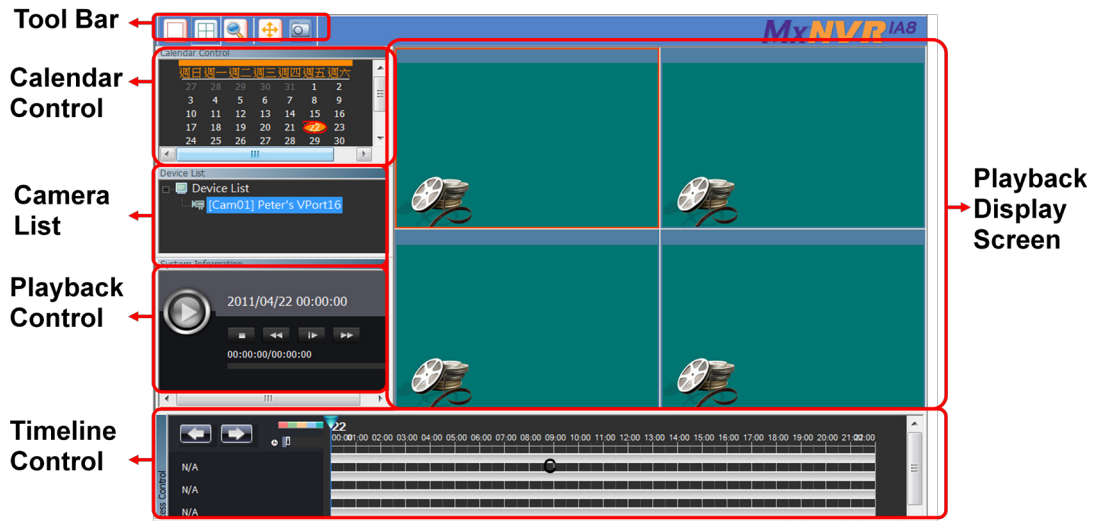 Tool Bar
MxNVR IA8
Calendar Control
Calendar
Control
週日 週一 週二 週三 週四 週五 週六
27 28 29 30 31 1 2
3 4 5 6 7 8 9
10 11 12 13 14 15 16
17 18 19 20 21 22 23
24 25 26 27 28 29 30
Camera
List
Device List
Device List
[Cam01] Peter's VPort16
Playback
Display
Screen
System Information
Playback
Control
2011/04/22 00:00:00
00:00:00/00:00:00
Timeline
Control
22
00:00 01:00 02:00 03:00 04:00 05:00 06:00 07:00 08:00 09:00 10:00 11:00 12:00 13:00 14:00 15:00 16:00 17:00 18:00 19:00 20:00 21:00
N/A
N/A
N/A
Control